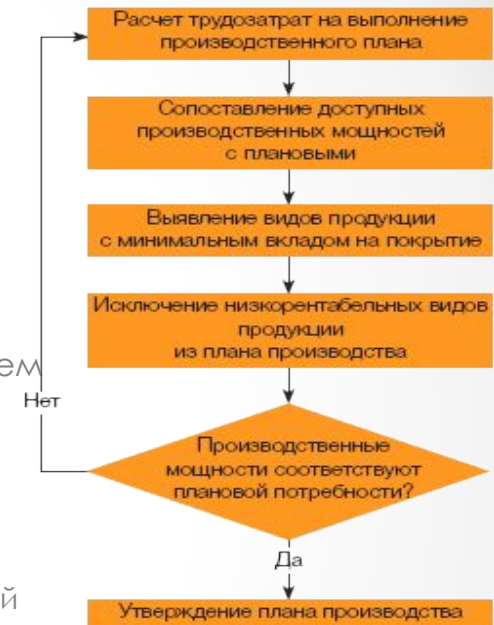 Расчет трудозатрат на выполнение
производственного плана
Сопоставление доступных
производственных мощностей
с плановыми
Выявление видов продукции
с минимальным вкладом на покрытие
Исключение низкорентабельных видов
продукции
из плана производства
ем
Нет
Производственные
мощности соответствуют
плановой потребности?
Да
й
Утверждение плана производства